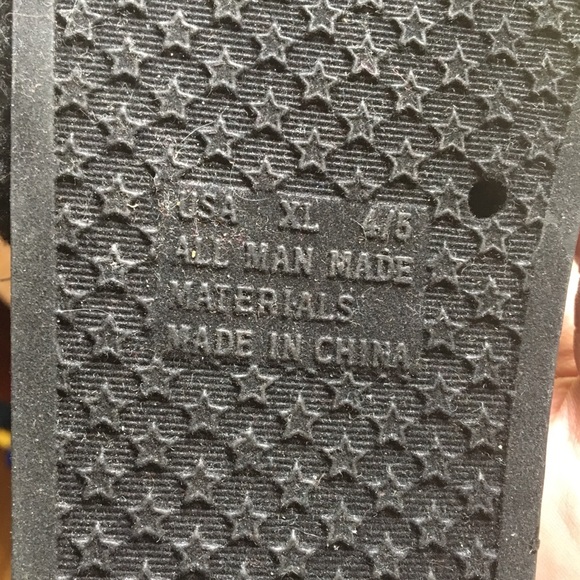 USA XL 4/5
ALL MAN MADE
MATERIALS
MADE IN CHINA